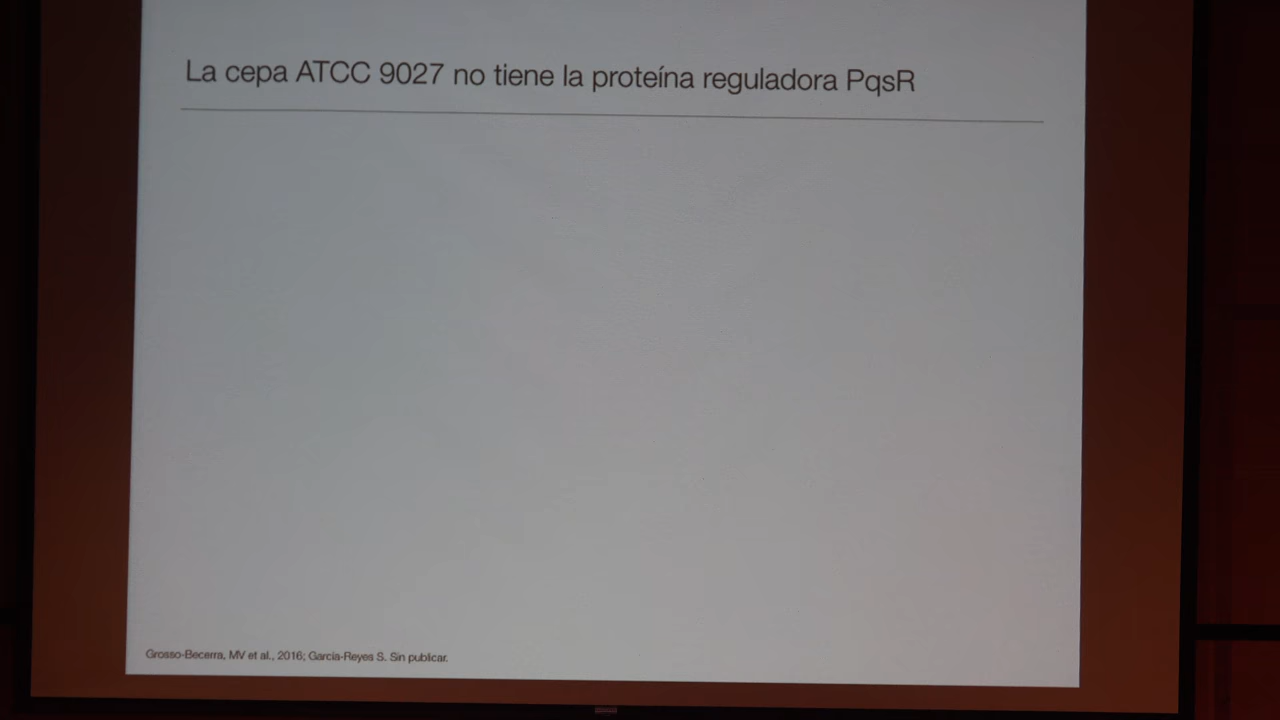 La cepa ATCC 9027 no tiene la proteína reguladora PqsR
Grosso-Becerra, MV et al., 2016; García-Reyes S. Sin publicar.